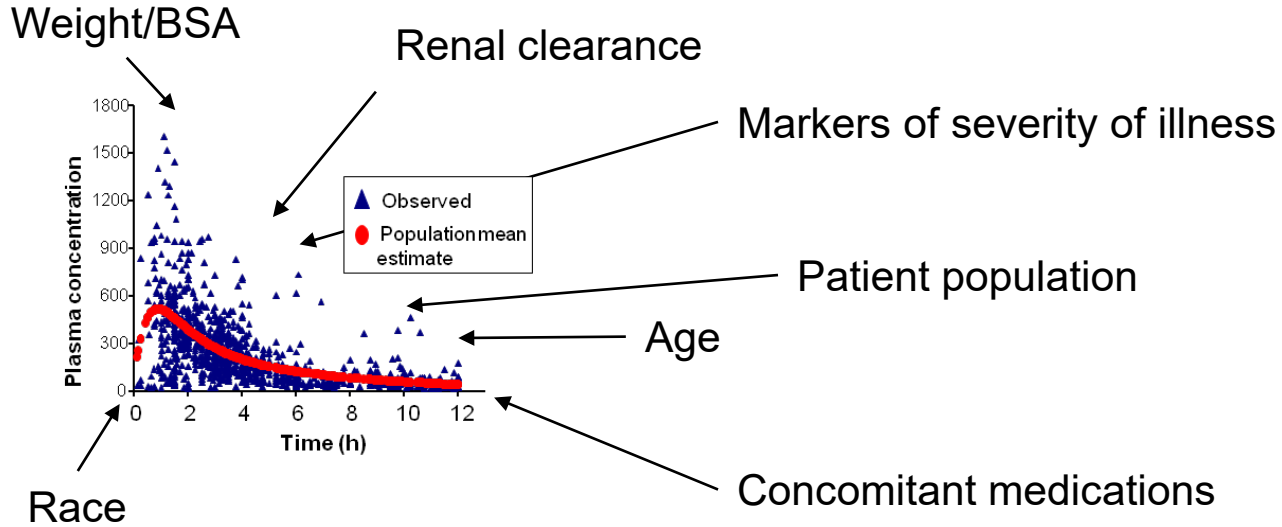 Weight/BSA
Renal clearance
Markers of severity of illness
1800
1500
1200
900
600
300
0
Plasma concentration
Observed
Population mean
estimate
Patient population
Age
0 2 4 6 8 10 12
Time (h)
Race
Concomitant medications